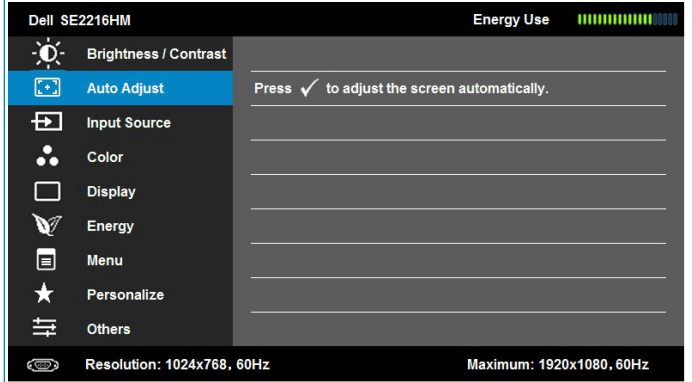 Dell SE2216HM Energy Use
Brightness / Contrast
Auto Adjust Press ✓ to adjust the screen automatically.
Input Source
Color
Display
Energy
Menu
Personalize
Others
Resolution: 1024x768, 60Hz Maximum: 1920x1080, 60Hz